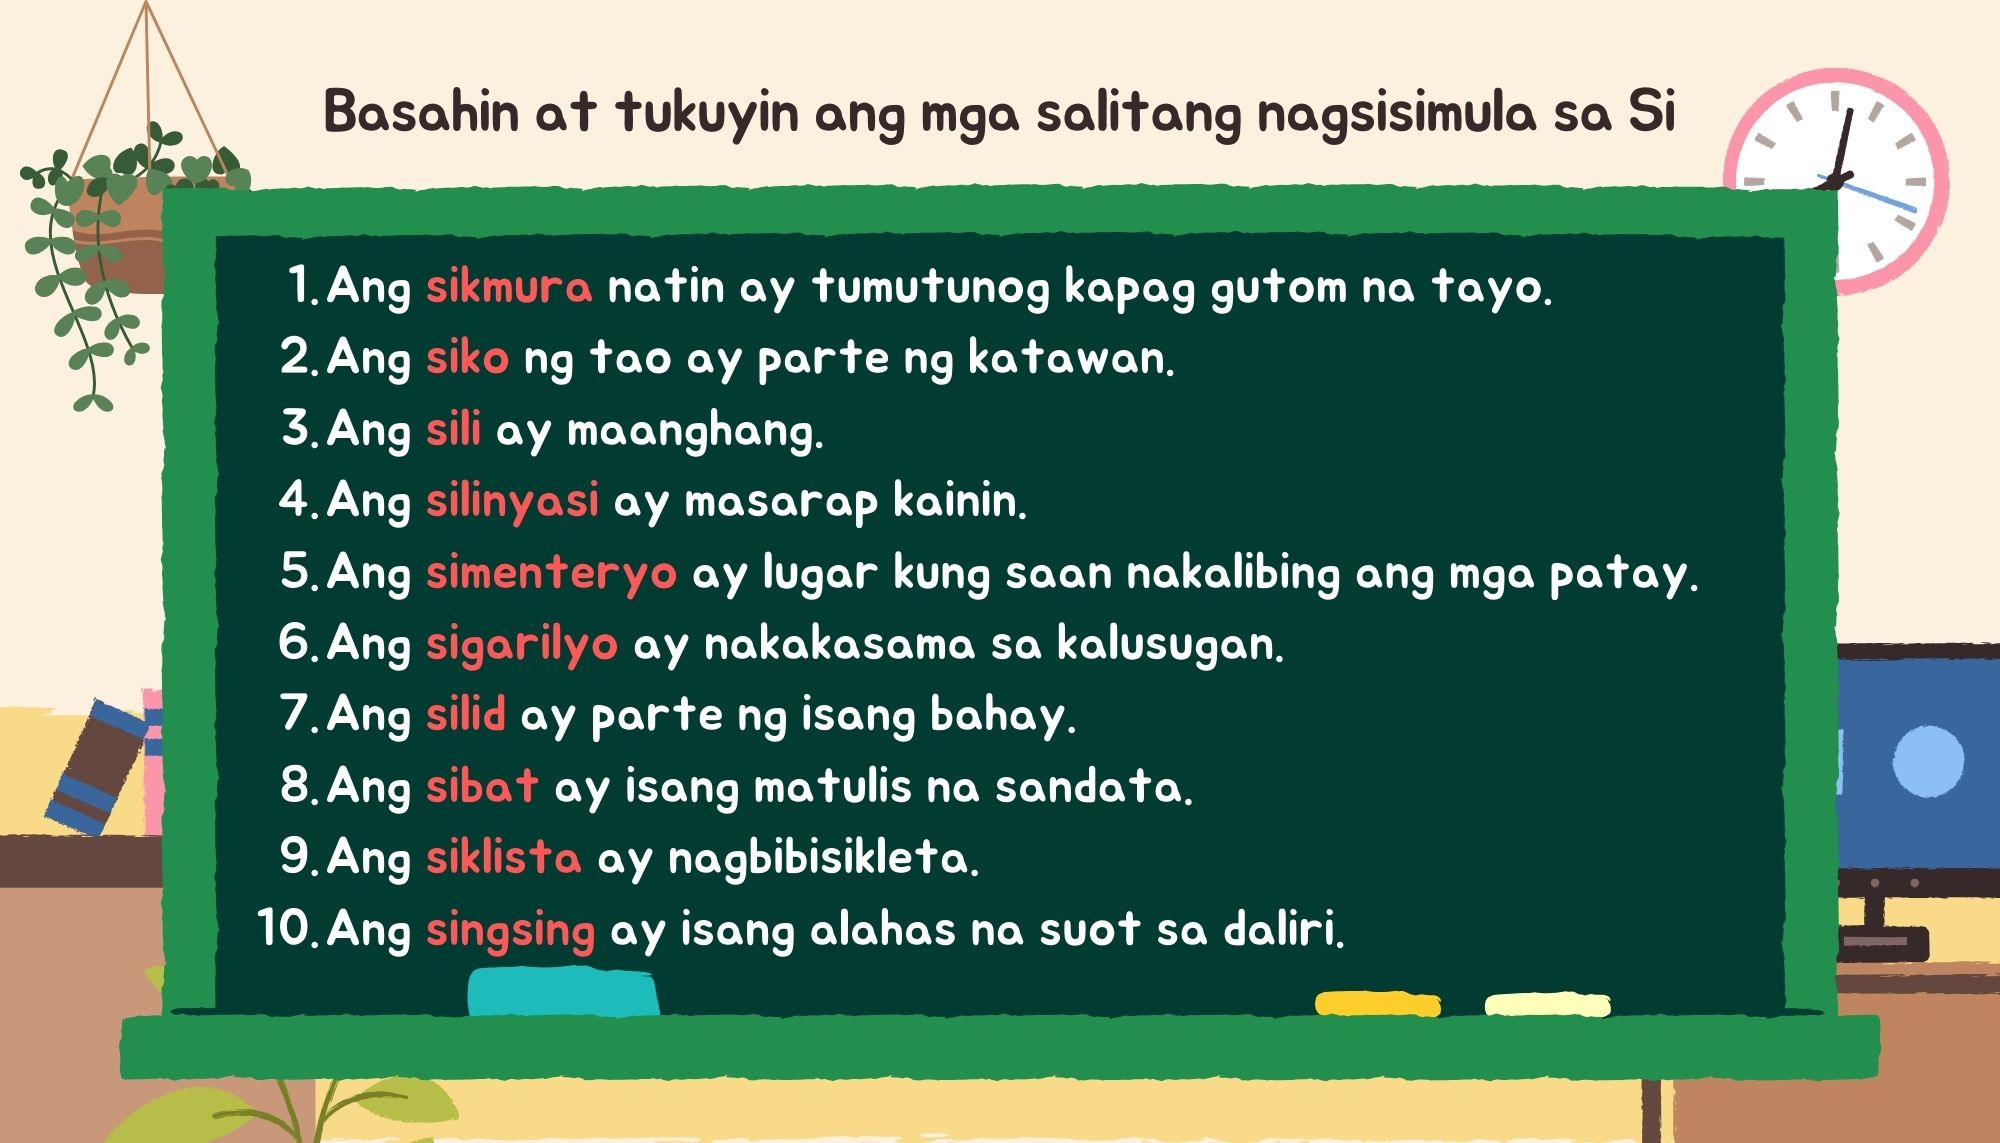 Basahin at tukuyin ang mga salitang nagsisimula sa Si
1. Ang sikmura natin ay tumutunog kapag gutom na tayo.
2. Ang siko ng tao ay parte ng katawan.
3. Ang sili ay maanghang.
4. Ang silinyasi ay masarap kainin.
5. Ang simenteryo ay lugar kung saan nakalibing ang mga patay.
6. Ang sigarilyo ay nakakasama sa kalusugan.
7. Ang silid ay parte ng isang bahay.
8. Ang sibat ay isang matulis na sandata.
9. Ang siklista ay nagbibisikleta.
10. Ang singsing ay isang alahas na suot sa daliri.